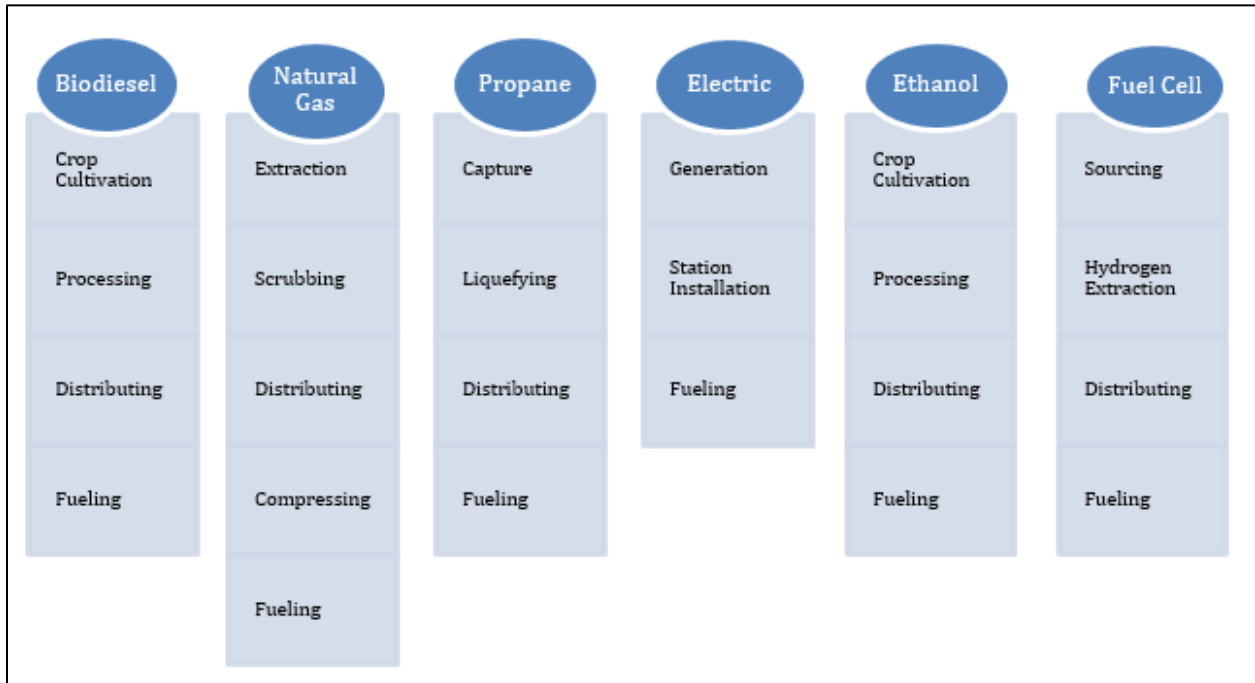 Biodiesel
Crop
Cultivation
Processing
Distributing
Fueling
Natural
Gas
Extraction
Scrubbing
Distributing
Compressing
Fueling
Propane
Capture
Liquefying
Distributing
Fueling
Electric
Generation
Station
Installation
Fueling
Ethanol
Crop
Cultivation
Processing
Distributing
Fueling
Fuel Cell
Sourcing
Hydrogen
Extraction
Distributing
Fueling